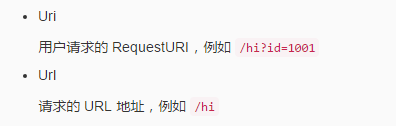 Uri
用户请求的 RequestURI，例如 /hi?id=1001
Url
请求的 URL 地址，例如 /hi